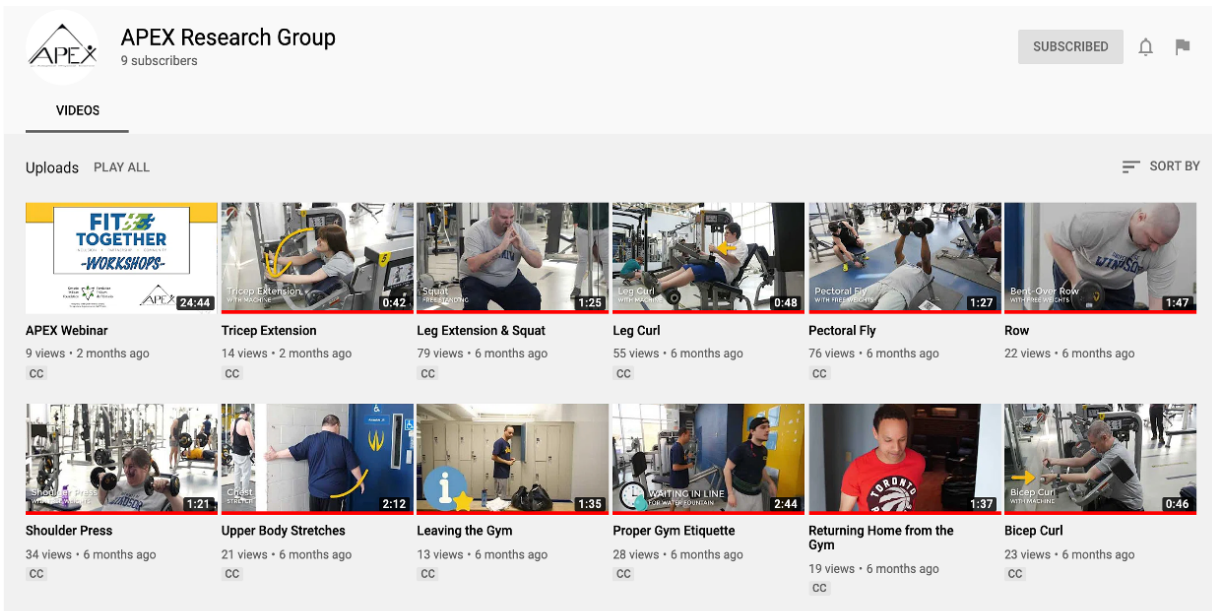 APEX
APEX Research Group
9 subscribers
SUBSCRIBED
VIDEOS
Uploads PLAY ALL
SORT BY
FIT
TOGETHER
-WORKSHOPS-
APEX
24:44
Tricep Extension
WITH MACHINE
0:42
Squat
FREE STANDING
1:25
Leg Curl
WITH MACHINE
0:48
Pectoral Fly
WITH FREE WEIGHTS
1:27
Bent-Over Row
WITH FREE WEIGHTS
WINDSOR
1:47
APEX Webinar
9 views • 2 months ago
CC
Tricep Extension
14 views • 2 months ago
CC
Leg Extension & Squat
79 views • 6 months ago
CC
Leg Curl
55 views • 6 months ago
CC
Pectoral Fly
76 views • 6 months ago
CC
Row
22 views • 6 months ago
Shoulder Press
WINDSOR
1:21
Chest
STRETCH
2:12
i
1:35
WAITING IN LINE
FOR WATER FOUNTAIN
2:44
TORONTO
1:37
Bicep Curl
WITH MACHINE
0:46
Shoulder Press
34 views • 6 months ago
CC
Upper Body Stretches
21 views • 6 months ago
CC
Leaving the Gym
13 views • 6 months ago
CC
Proper Gym Etiquette
28 views • 6 months ago
CC
Returning Home from the
Gym
19 views • 6 months ago
CC
Bicep Curl
23 views • 6 months ago
CC